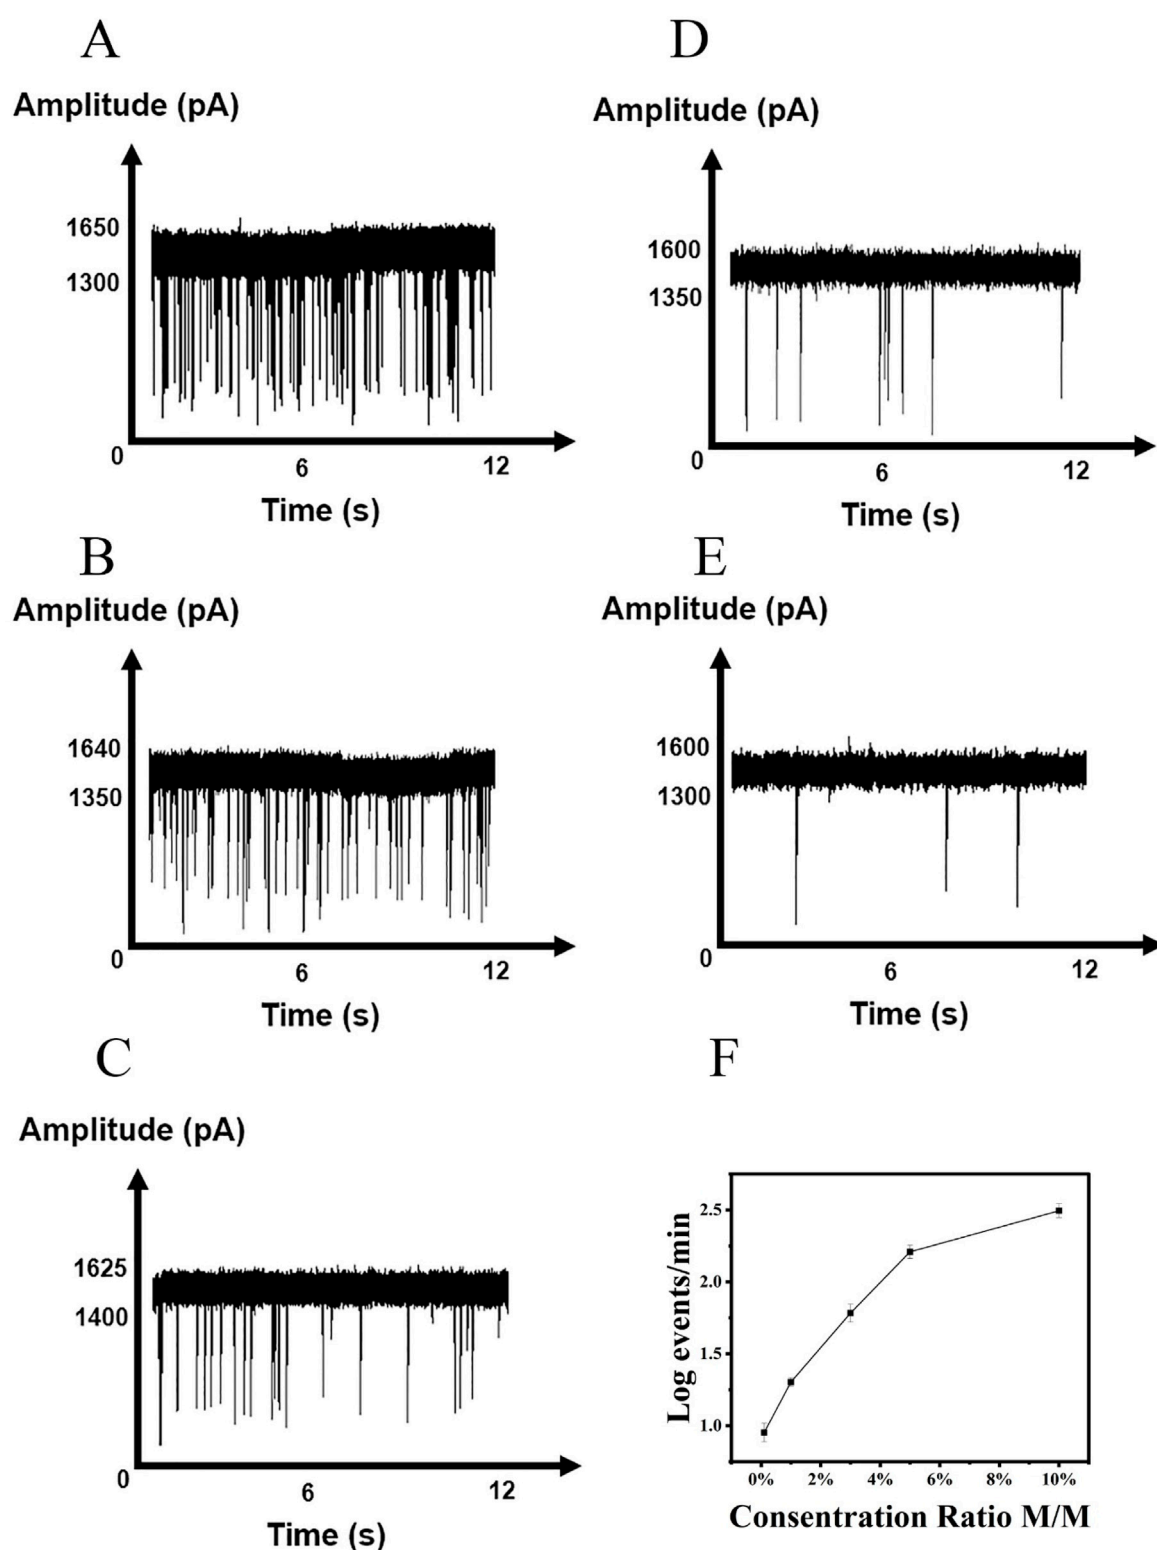 A
Amplitude (pA)
1650
1300
0
6
12
Time (s)
B
Amplitude (pA)
1640
1350
0
6
12
Time (s)
C
Amplitude (pA)
1625
1400
0
6
12
Time (s)
D
Amplitude (pA)
1600
1350
0
6
12
Time (s)
E
Amplitude (pA)
1600
1300
0
6
12
Time (s)
F
Log events/min
2.5
2.0
1.5
1.0
0% 2% 4% 6% 8% 10%
Consentration Ratio M/M